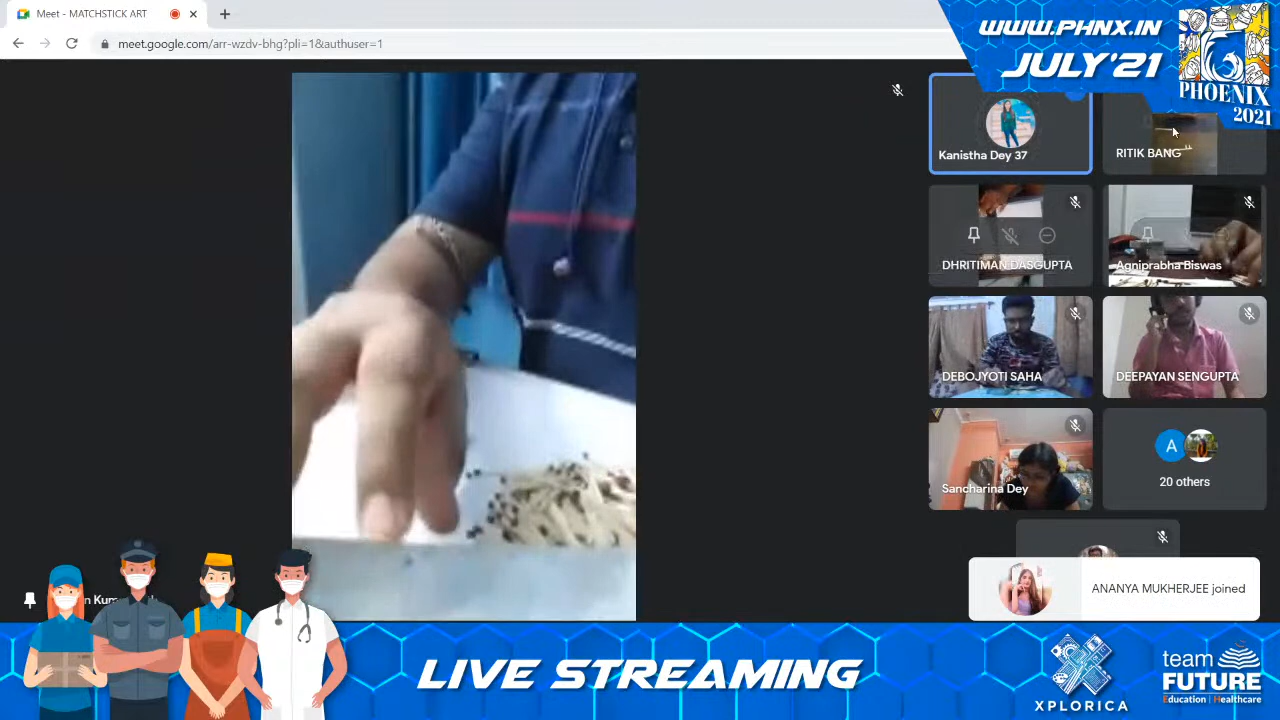 Meet - MATCHSTICK ART
meet.google.com/arr-wzdv-bhg?pli=1&authuser=1
WWW.PHNX.IN
JULY'21
PHOENIX
2021
Kanistha Dey 37
RITIK BANG
DHRITIMAN DASGUPTA
Agniprabha Biswas
DEBOJYOTI SAHA
DEEPAYAN SENGUPTA
Sancharina Dey
A
20 others
ANANYA MUKHERJEE joined
LIVE STREAMING
XPLORICA
team
FUTURE
Education | Healthcare